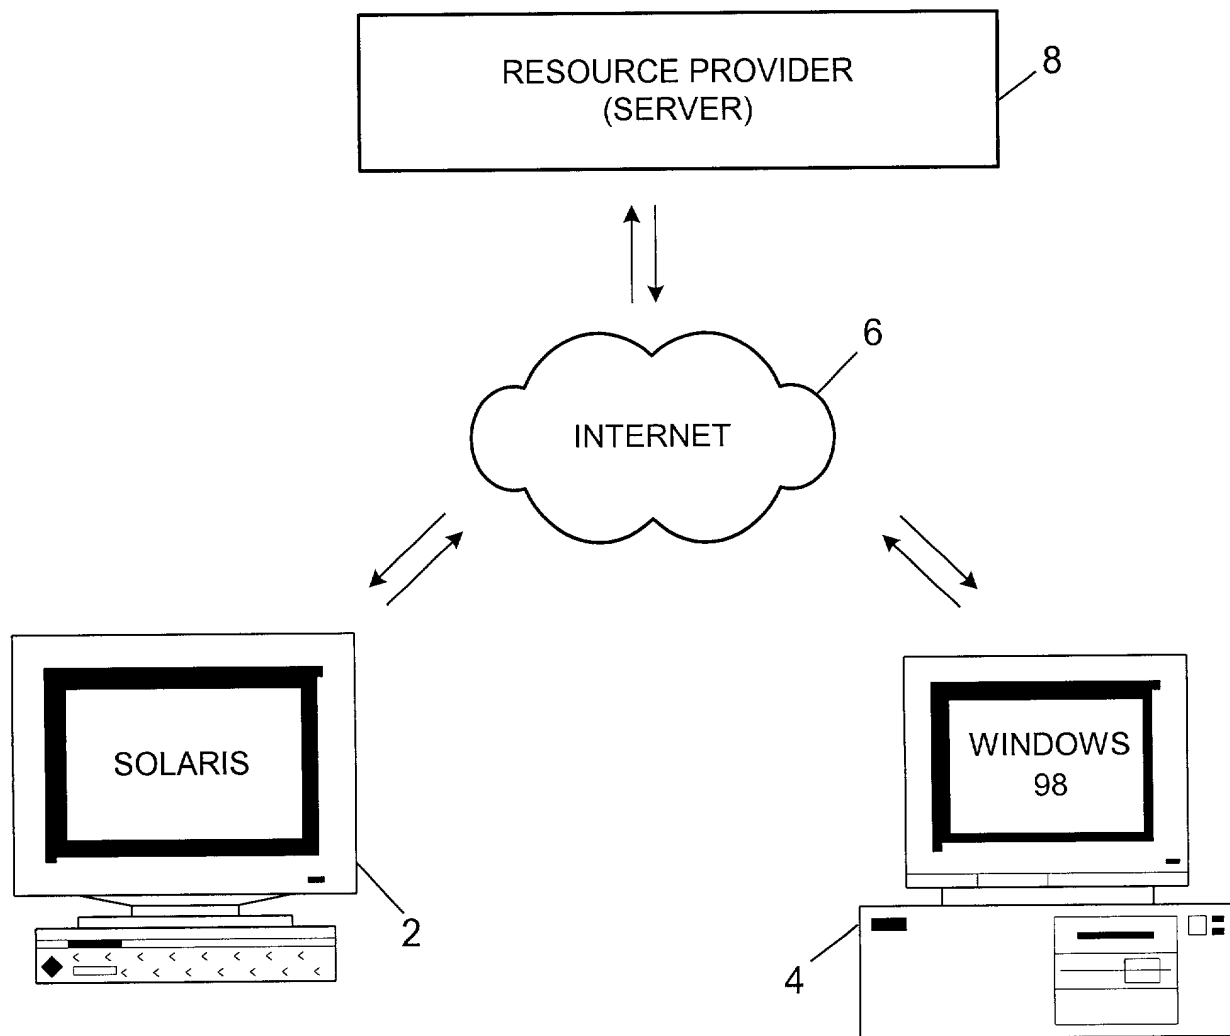 RESOURCE PROVIDER
(SERVER)
8
6
INTERNET
SOLARIS
WINDOWS
98
2
4